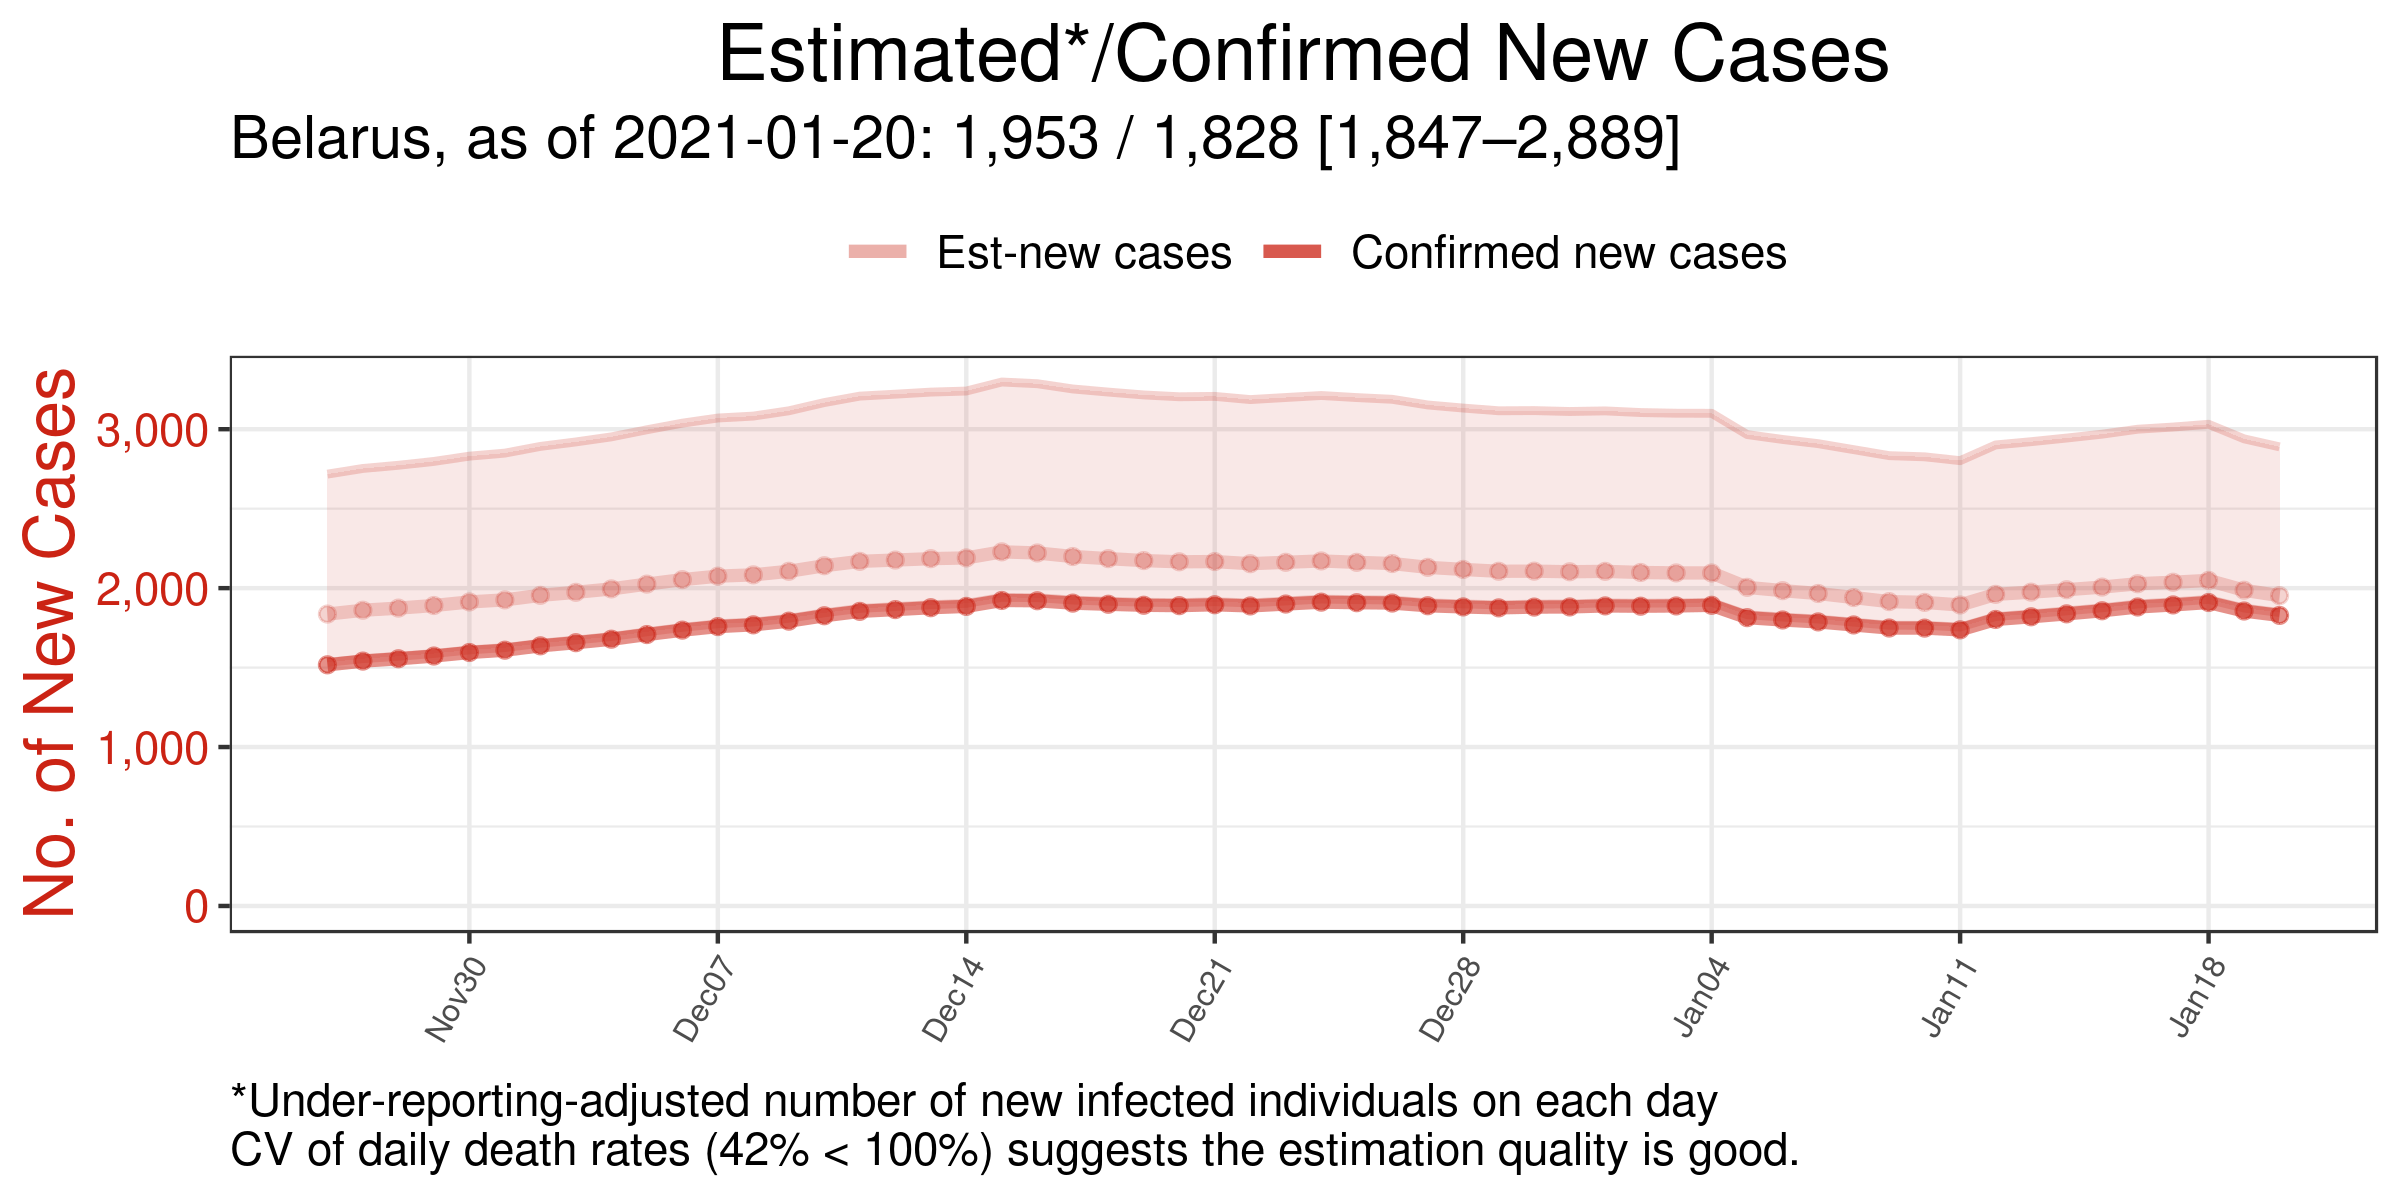 Estimated*/Confirmed New Cases
Belarus, as of 2021-01-20: 1,953 / 1,828 [1,847–2,889]
Est-new cases Confirmed new cases
No. of New Cases
3,000
2,000
1,000
0
Nov30 Dec07 Dec14 Dec21 Dec28 Jan04 Jan11 Jan18
*Under-reporting-adjusted number of new infected individuals on each day
CV of daily death rates (42% < 100%) suggests the estimation quality is good.